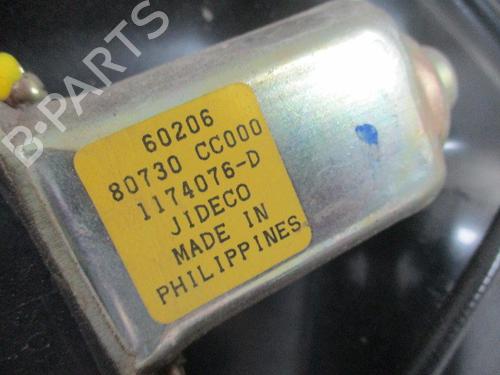 B-PARTS
60206
80730 CC000
1174076-D
JIDECO
MADE IN
PHILIPPINES